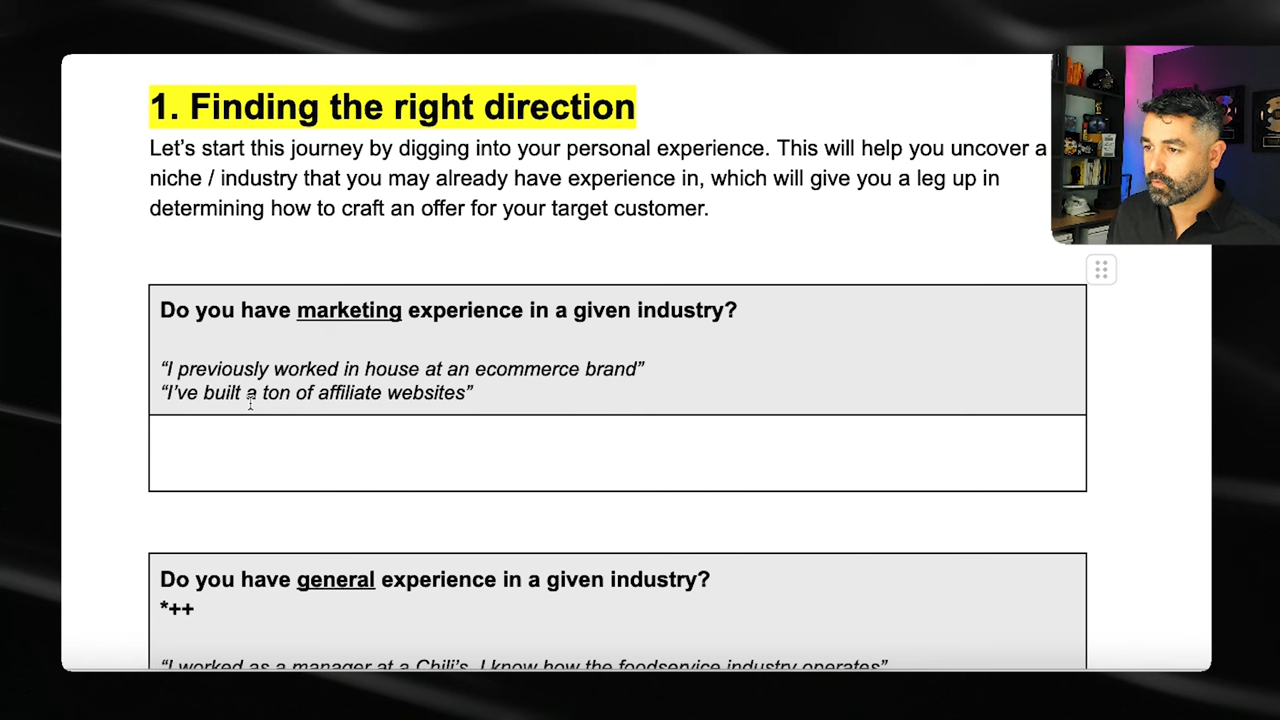 1. Finding the right direction
Let's start this journey by digging into your personal experience. This will help you uncover a
niche / industry that you may already have experience in, which will give you a leg up in
determining how to craft an offer for your target customer.
Do you have marketing experience in a given industry?
“I previously worked in house at an ecommerce brand”
“I've built a ton of affiliate websites”
Do you have general experience in a given industry?
*++
“I worked as a manager at a Chili's, I know how the foodservice industry operates”